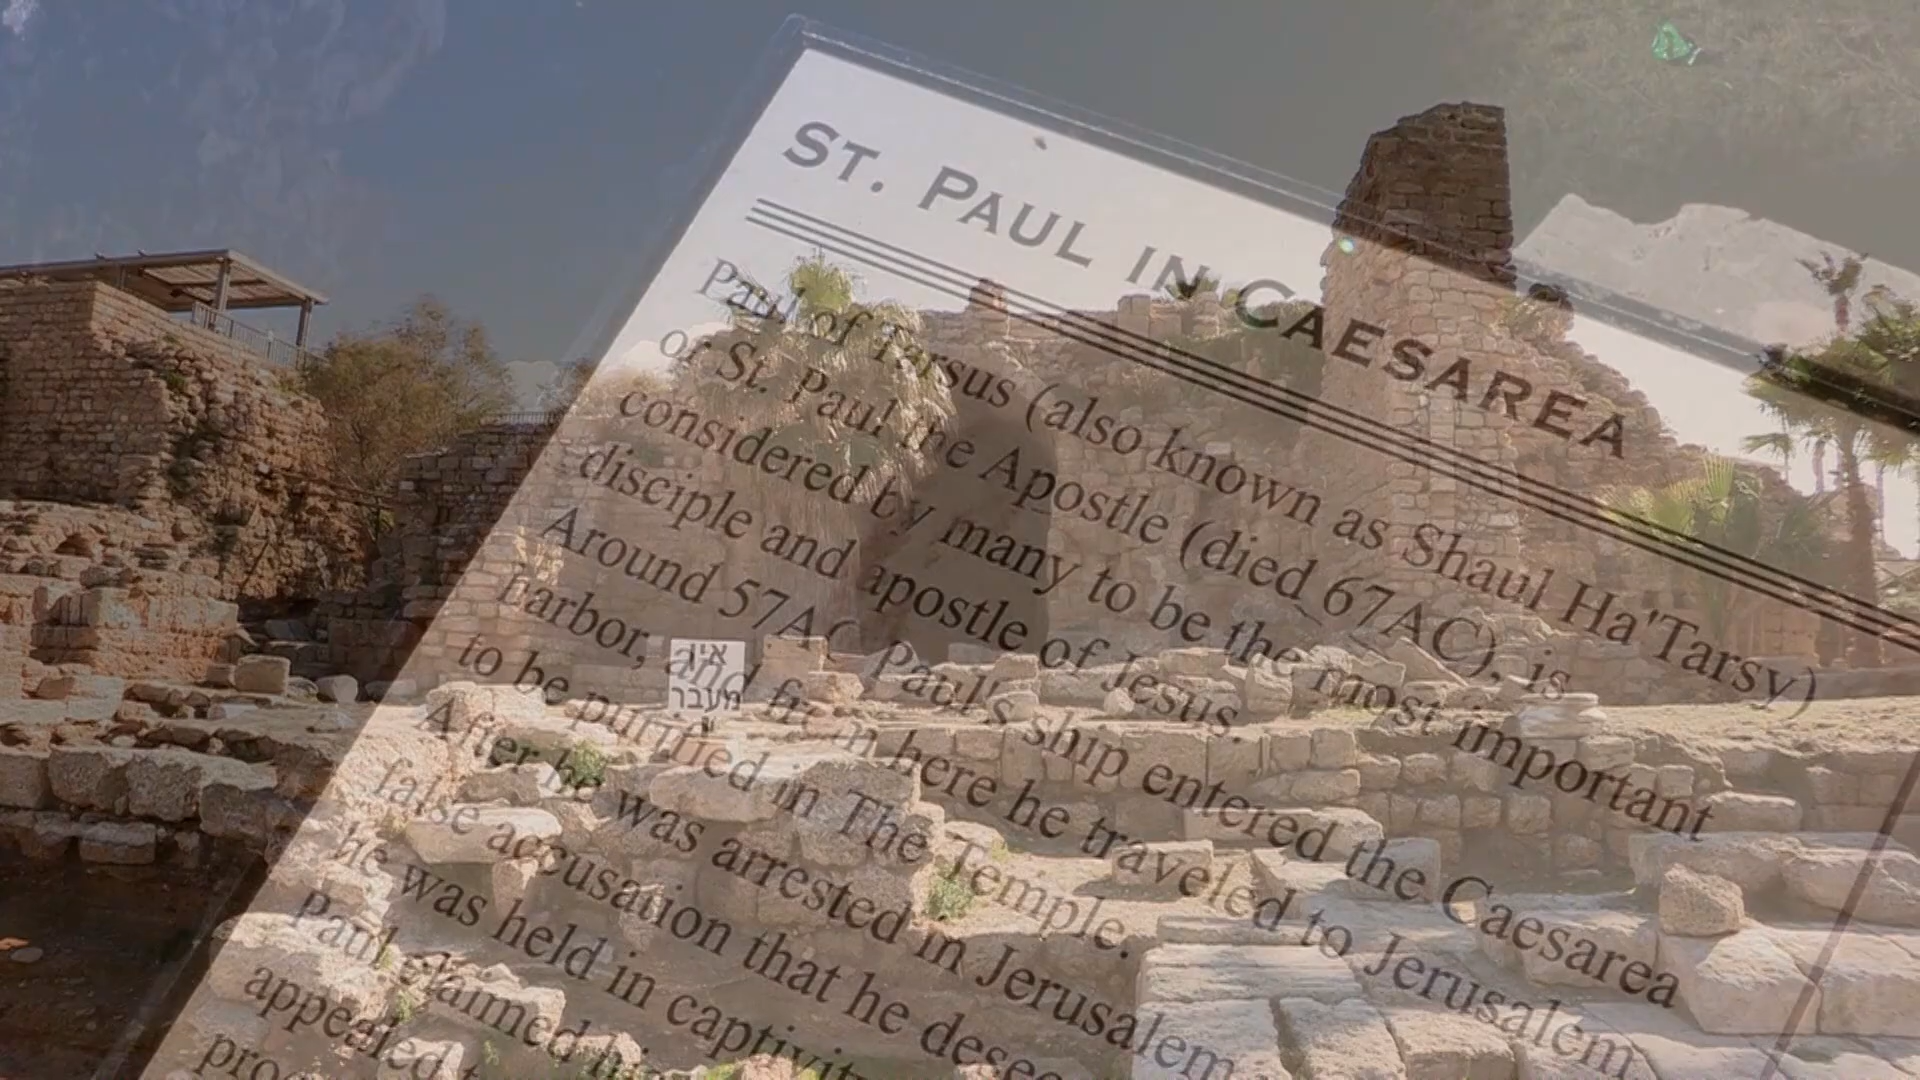 ST. PAUL IN CAESAREA
Paul of Tarsus (also known as Shaul Ha'Tarsy)
or St. Paul the Apostle (died 67AC), is
considered by many to be the most important
disciple and apostle of Jesus.
Around 57AC Paul's ship entered the Caesarea
harbor, and from here he traveled to Jerusalem
to be purified in The Temple.
After he was arrested in Jerusalem
false accusation that he
he was held in captivity
Paul claimed
appealed
אין
מעבר